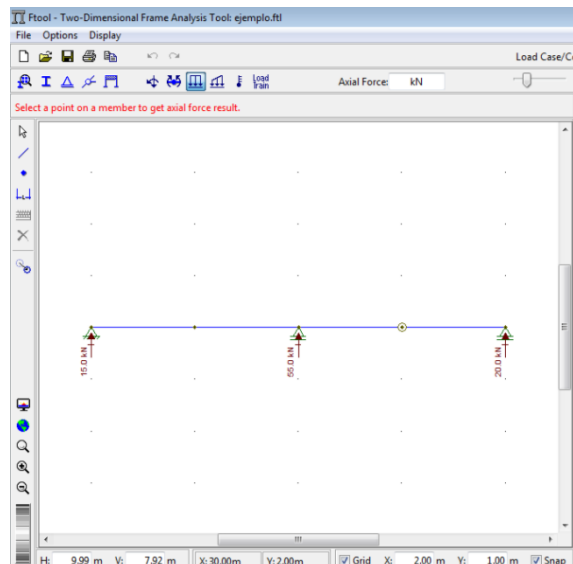 Ftool - Two-Dimensional Frame Analysis Tool: ejemplo.ftl
File Options Display
Load Case/Co
Load Train Axial Force: kN
Select a point on a member to get axial force result.
15.0 kN 55.0 kN 20.0 kN
H: 9.99 m V: 7.92 m X: 30.00m Y: 2.00m Grid X: 2.00 m Y: 1.00 m Snap